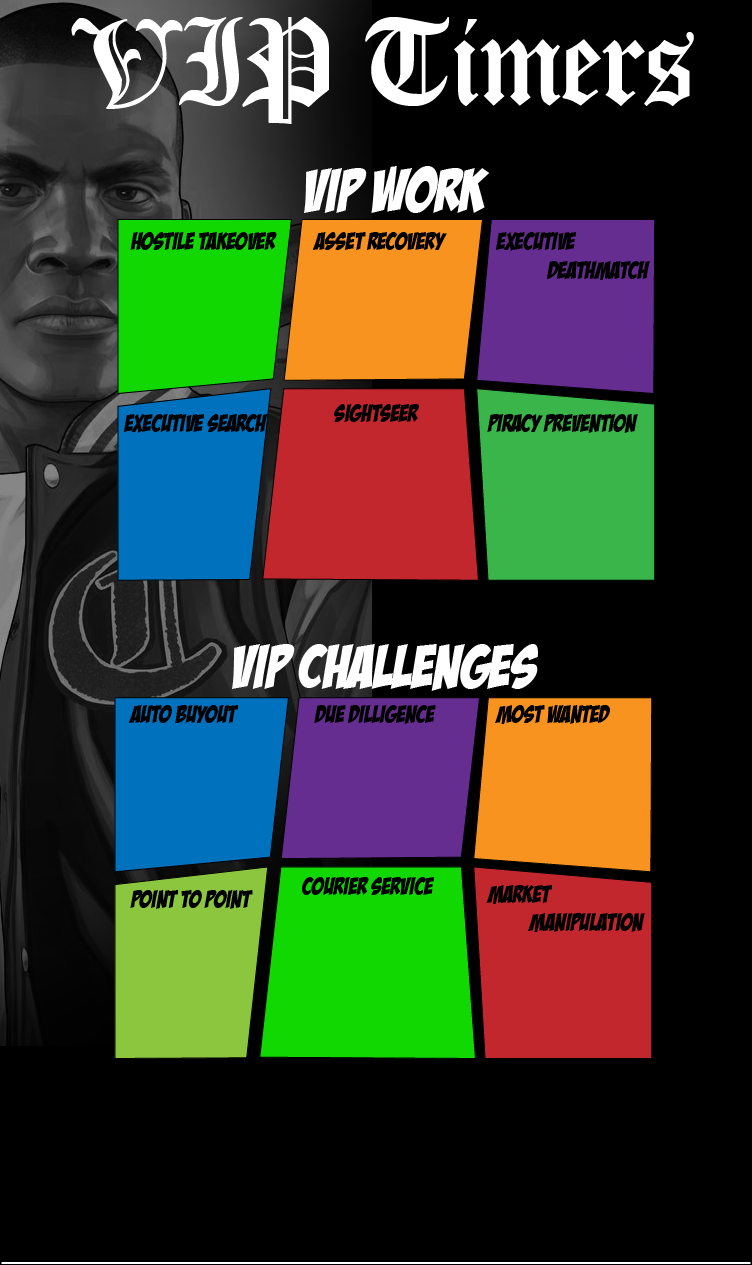 VIP Timers
VIP WORK
HOSTILE TAKEOVER
ASSET RECOVERY
EXECUTIVE
DEATHMATCH
EXECUTIVE SEARCH
SIGHTSEER
PIRACY PREVENTION
VIP CHALLENGES
AUTO BUYOUT
DUE DILLIGENCE
MOST WANTED
POINT TO POINT
COURIER SERVICE
MARKET
MANIPULATION